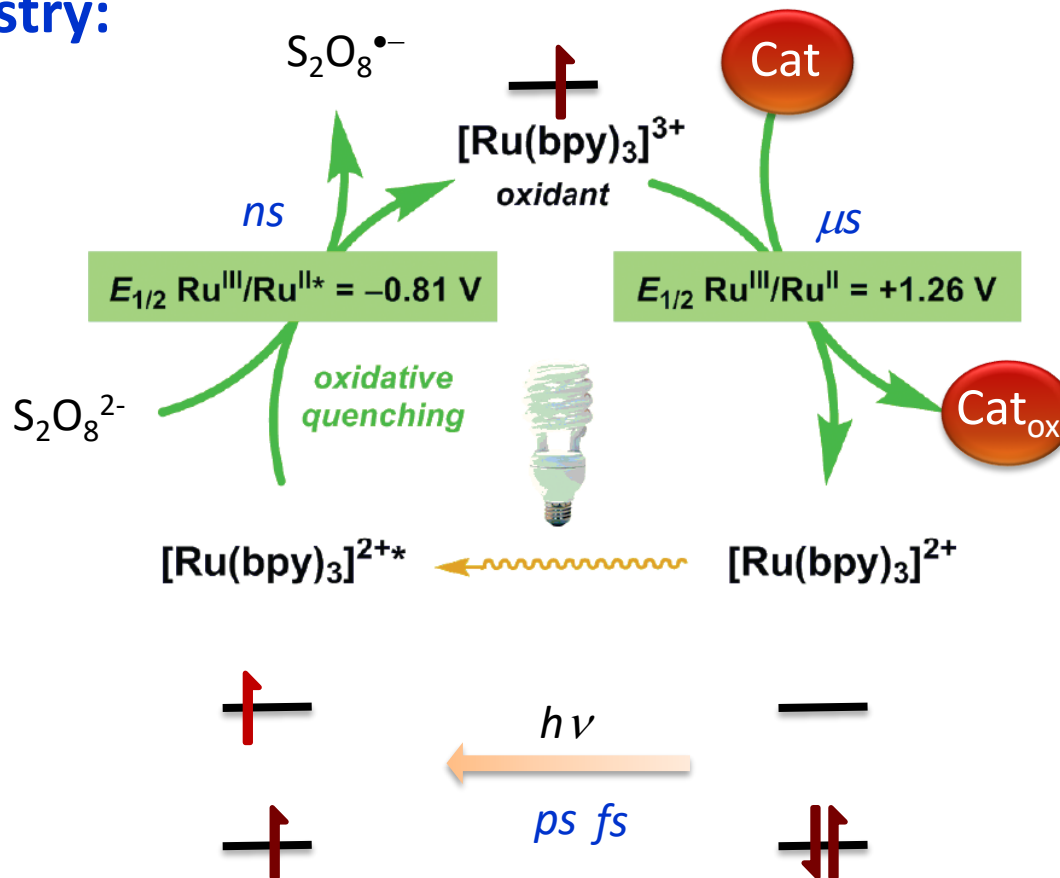 stry:
S₂O₈•–
Cat
[Ru(bpy)₃]³⁺
oxidant
ns
μs
E₁/₂ Ruᴵᴵᴵ/Ruᴵᴵ* = –0.81 V
E₁/₂ Ruᴵᴵᴵ/Ruᴵᴵ = +1.26 V
oxidative
quenching
S₂O₈²⁻
Catₒₓ
[Ru(bpy)₃]²⁺*
[Ru(bpy)₃]²⁺
hν
ps fs